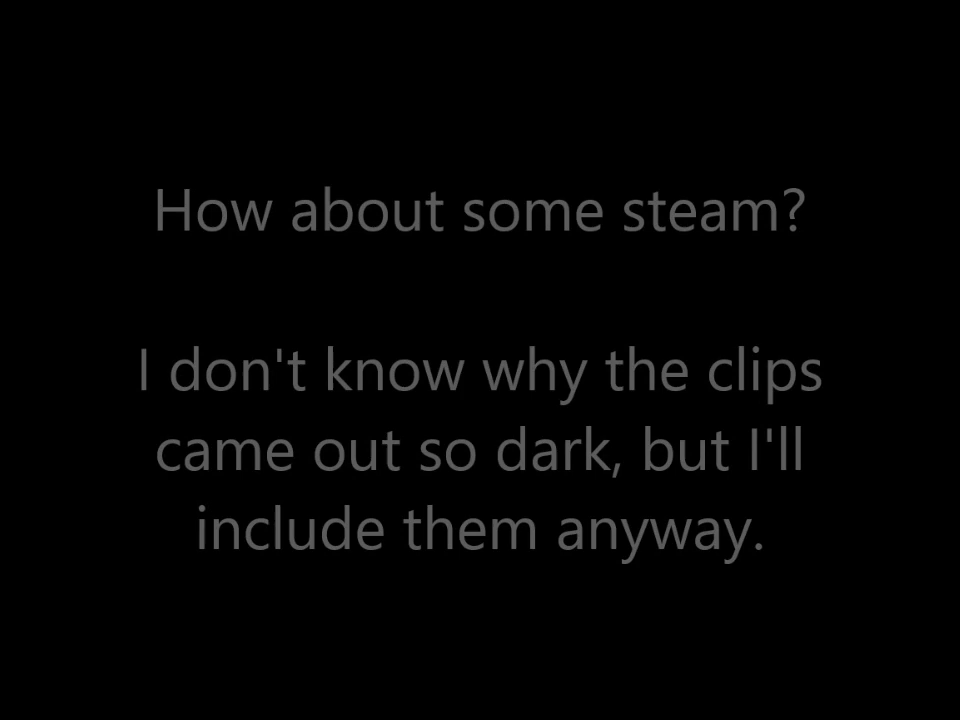 How about some steam?
I don't know why the clips
came out so dark, but I'll
include them anyway.